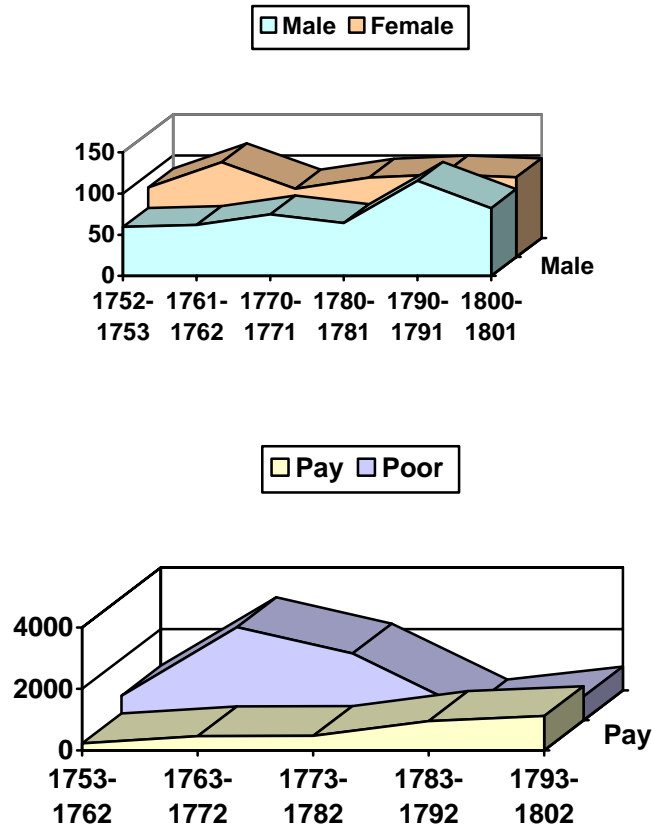 Male Female
150
100
50
0
Male
1752- 1761- 1770- 1780- 1790- 1800-
1753 1762 1771 1781 1791 1801
Pay Poor
4000
2000
0
Pay
1753- 1763- 1773- 1783- 1793-
1762 1772 1782 1792 1802